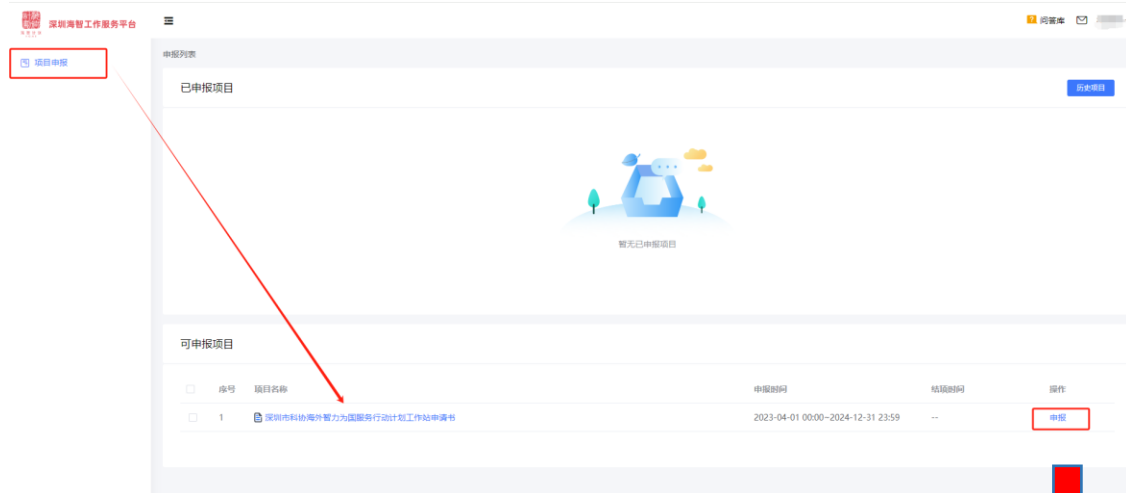 深圳海智工作服务平台
问答库
项目申报
申报列表
已申报项目
历史项目
暂无已申报项目
可申报项目
序号 项目名称 申报时间 结项时间 操作
1 深圳市科协海外智力为国服务行动计划工作站申请书 2023-04-01 00:00~2024-12-31 23:59 -- 申报